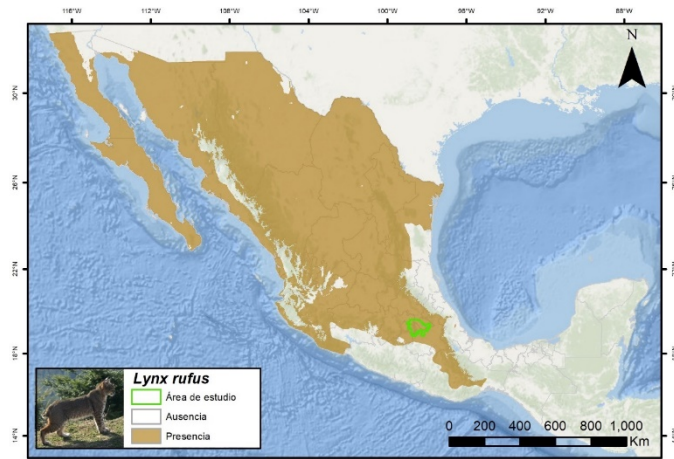 116°W 112°W 108°W 104°W 100°W 96°W 92°W 88°W
N
30°N
26°N
22°N
18°N
14°N
Lynx rufus
Área de estudio
Ausencia
Presencia
0 200 400 600 800 1,000
Km